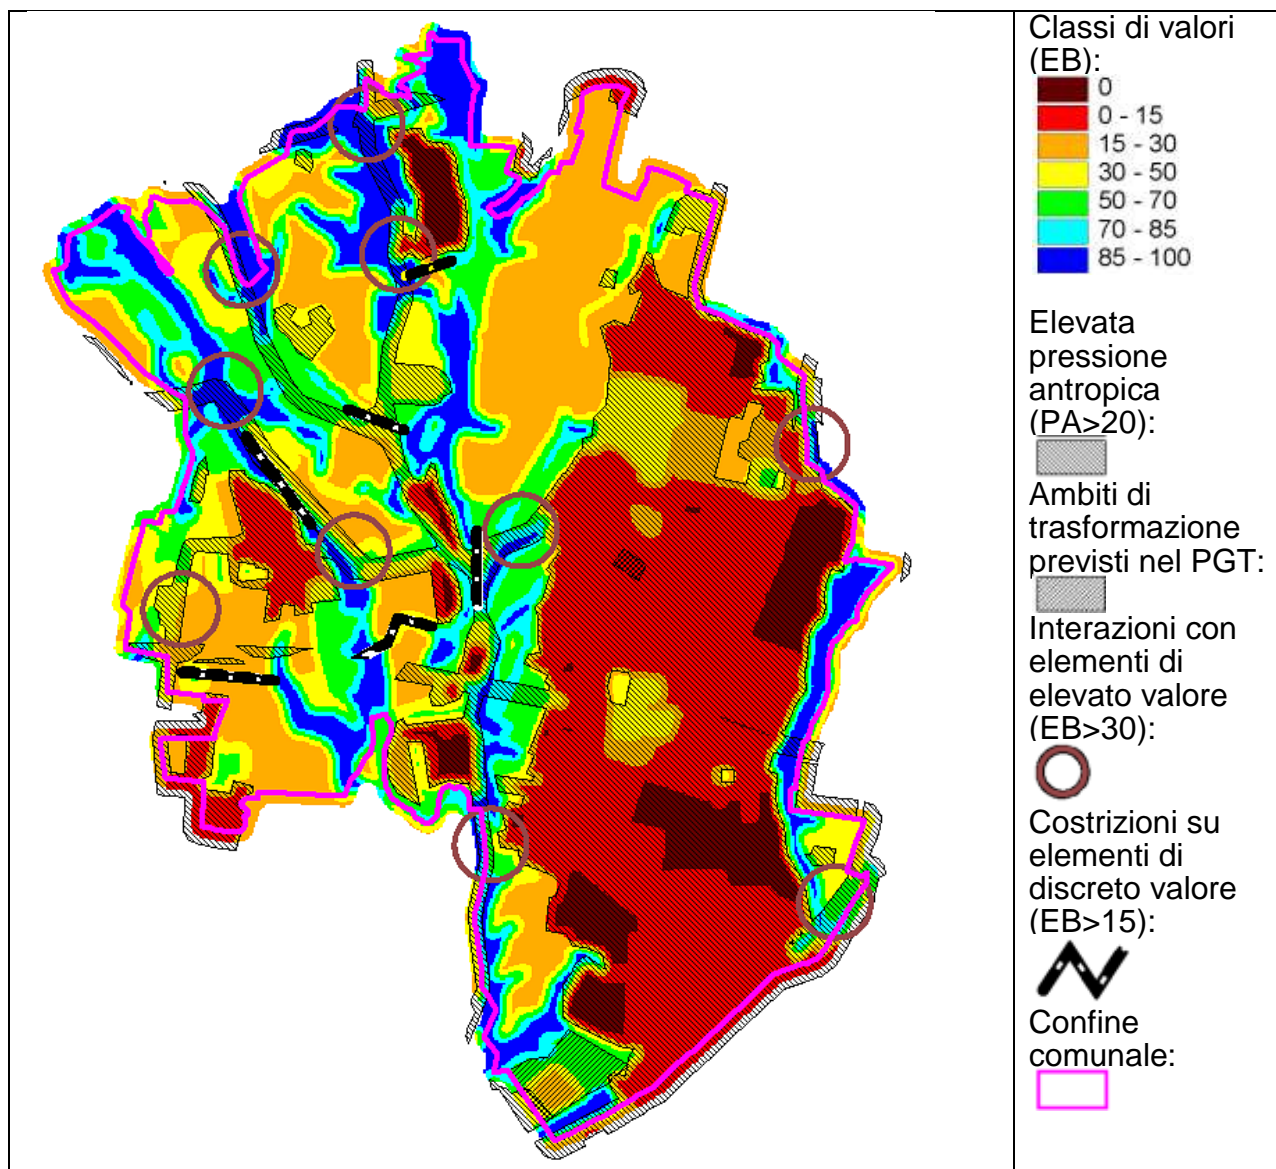 Classi di valori
(EB):
0
0 - 15
15 - 30
30 - 50
50 - 70
70 - 85
85 - 100
Elevata
pressione
antropica
(PA>20):
Ambiti di
trasformazione
previsti nel PGT:
Interazioni con
elementi di
elevato valore
(EB>30):
Costrizioni su
elementi di
discreto valore
(EB>15):
Confine
comunale: